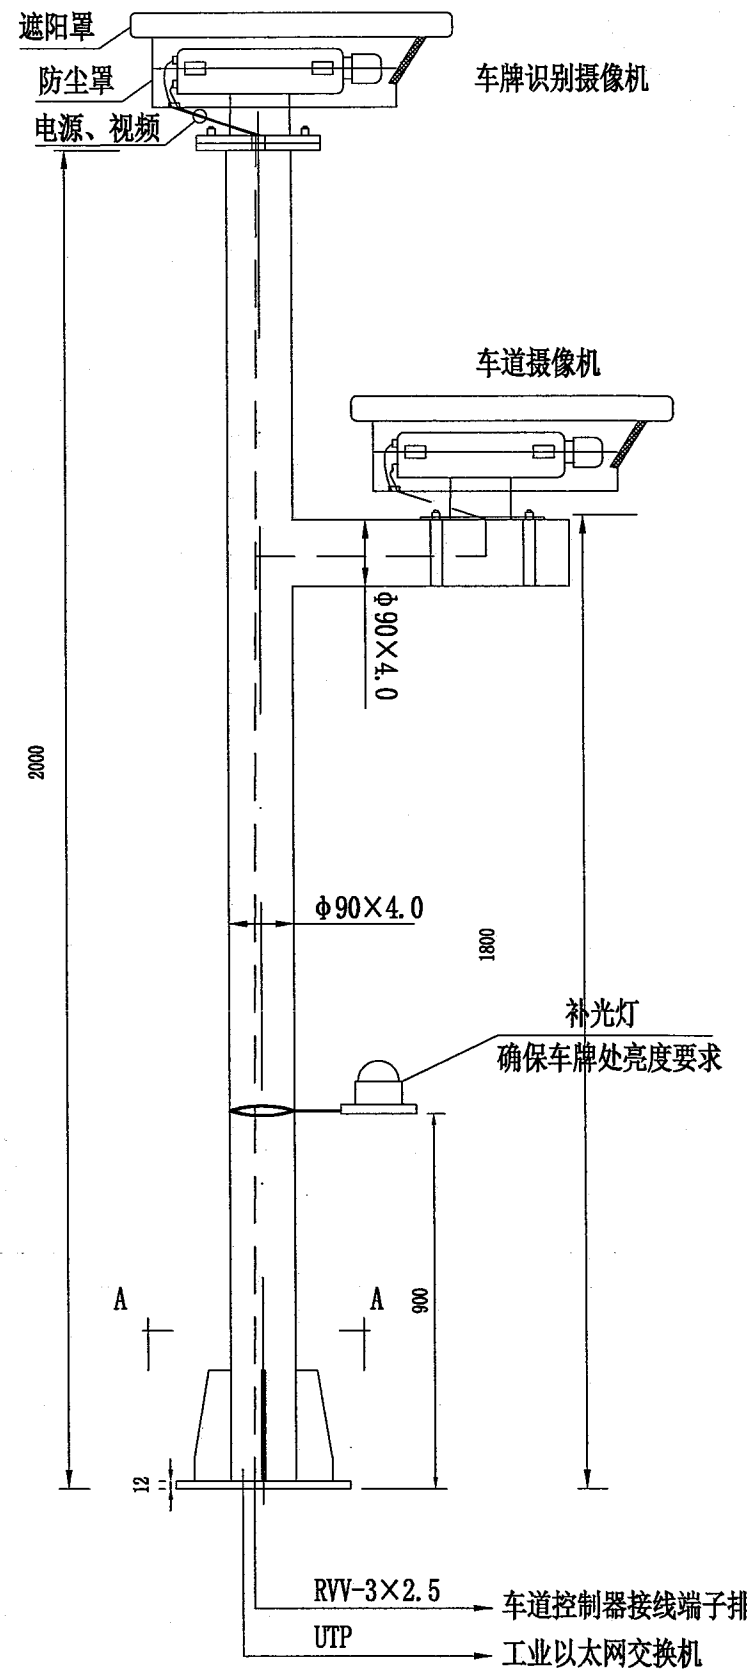 遮阳罩
防尘罩
电源、视频
车牌识别摄像机
车道摄像机
ф90×4.0
2000
ф90×4.0
1800
补光灯
确保车牌处亮度要求
A
A
900
12
RVV-3×2.5
车道控制器接线端子排
UTP
工业以太网交换机